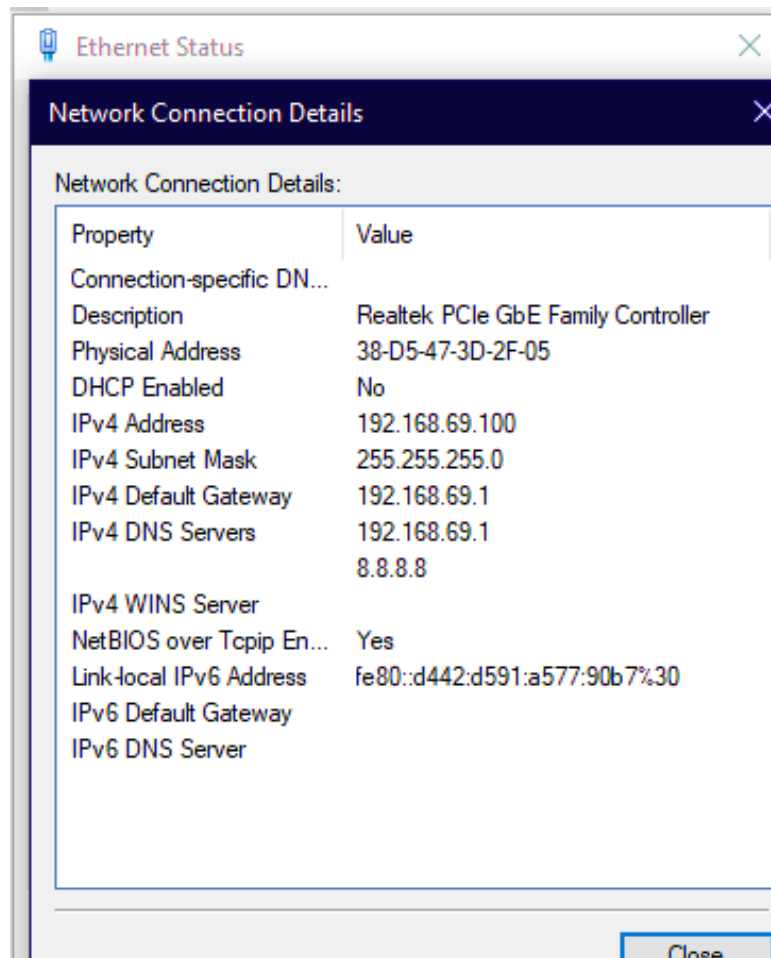 Ethernet Status
Network Connection Details
Network Connection Details:
Property Value
Connection-specific DN...
Description Realtek PCIe GbE Family Controller
Physical Address 38-D5-47-3D-2F-05
DHCP Enabled No
IPv4 Address 192.168.69.100
IPv4 Subnet Mask 255.255.255.0
IPv4 Default Gateway 192.168.69.1
IPv4 DNS Servers 192.168.69.1
8.8.8.8
IPv4 WINS Server
NetBIOS over Tcpip En... Yes
Link-local IPv6 Address fe80::d442:d591:a577:90b7%30
IPv6 Default Gateway
IPv6 DNS Server
Close